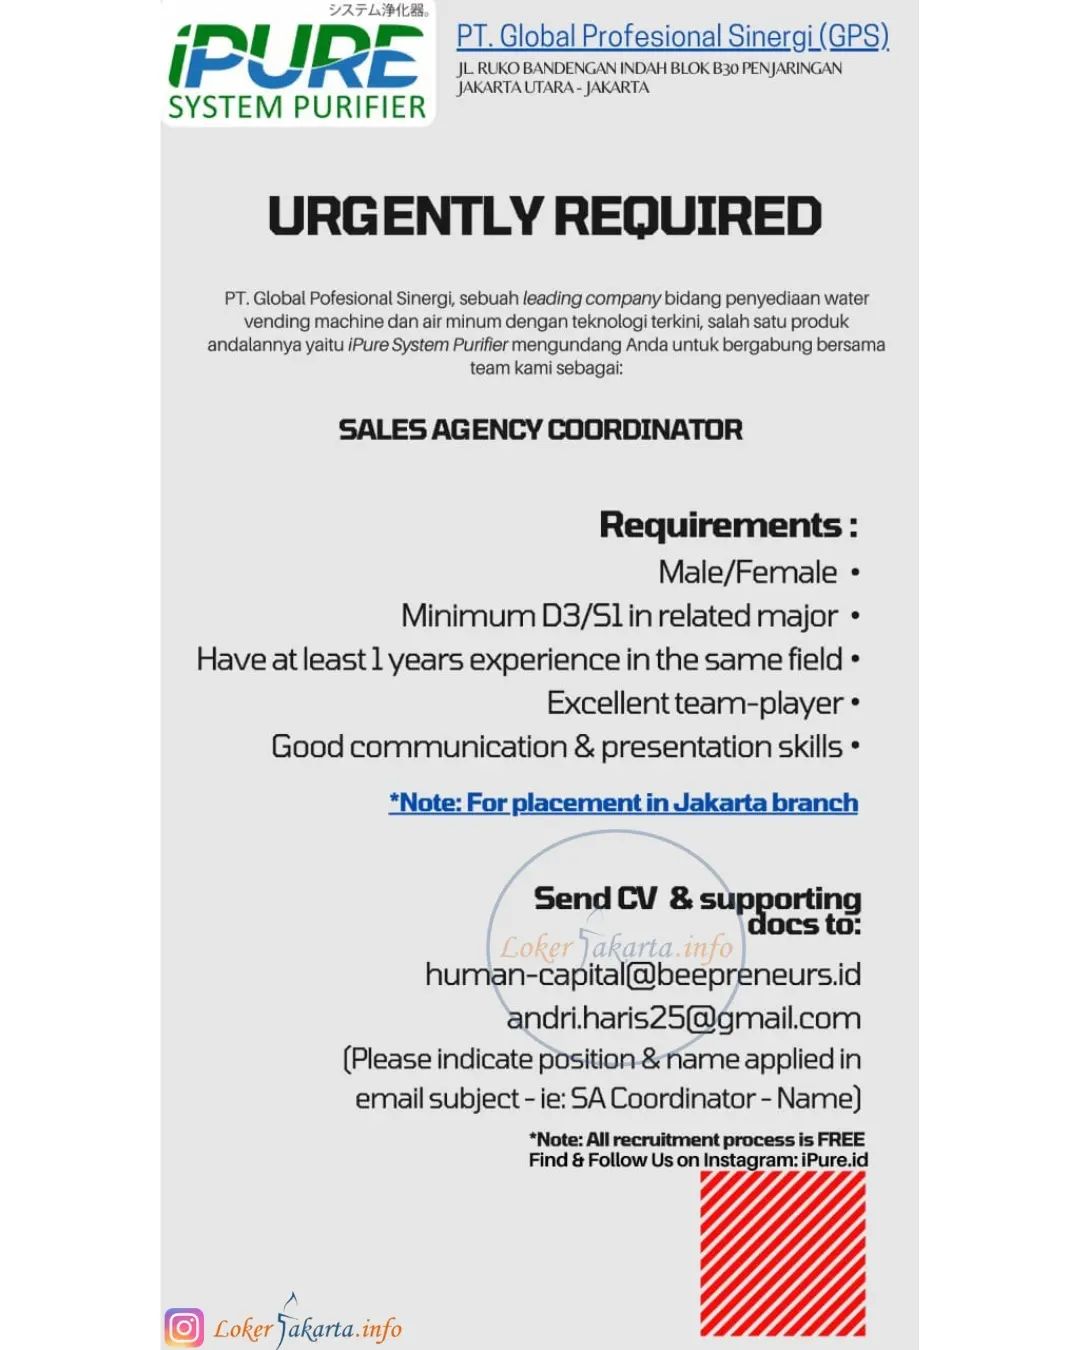 システム浄化器。
iPURE
SYSTEM PURIFIER
PT. Global Profesional Sinergi (GPS)
JL. RUKO BANDENGAN INDAH BLOK B30 PENJARINGAN
JAKARTA UTARA - JAKARTA
URGENTLY REQUIRED
PT. Global Pofesional Sinergi, sebuah leading company bidang penyediaan water
vending machine dan air minum dengan teknologi terkini, salah satu produk
andalannya yaitu iPure System Purifier mengundang Anda untuk bergabung bersama
team kami sebagai:
SALES AGENCY COORDINATOR
Requirements :
Male/Female •
Minimum D3/S1 in related major •
Have at least 1 years experience in the same field •
Excellent team-player •
Good communication & presentation skills •
*Note: For placement in Jakarta branch
Send CV & supporting
docs to:
Loker Jakarta.info
human-capital@beepreneurs.id
andri.haris25@gmail.com
(Please indicate position & name applied in
email subject - ie: SA Coordinator - Name)
*Note: All recruitment process is FREE
Find & Follow Us on Instagram: iPure.id
Loker Jakarta.info